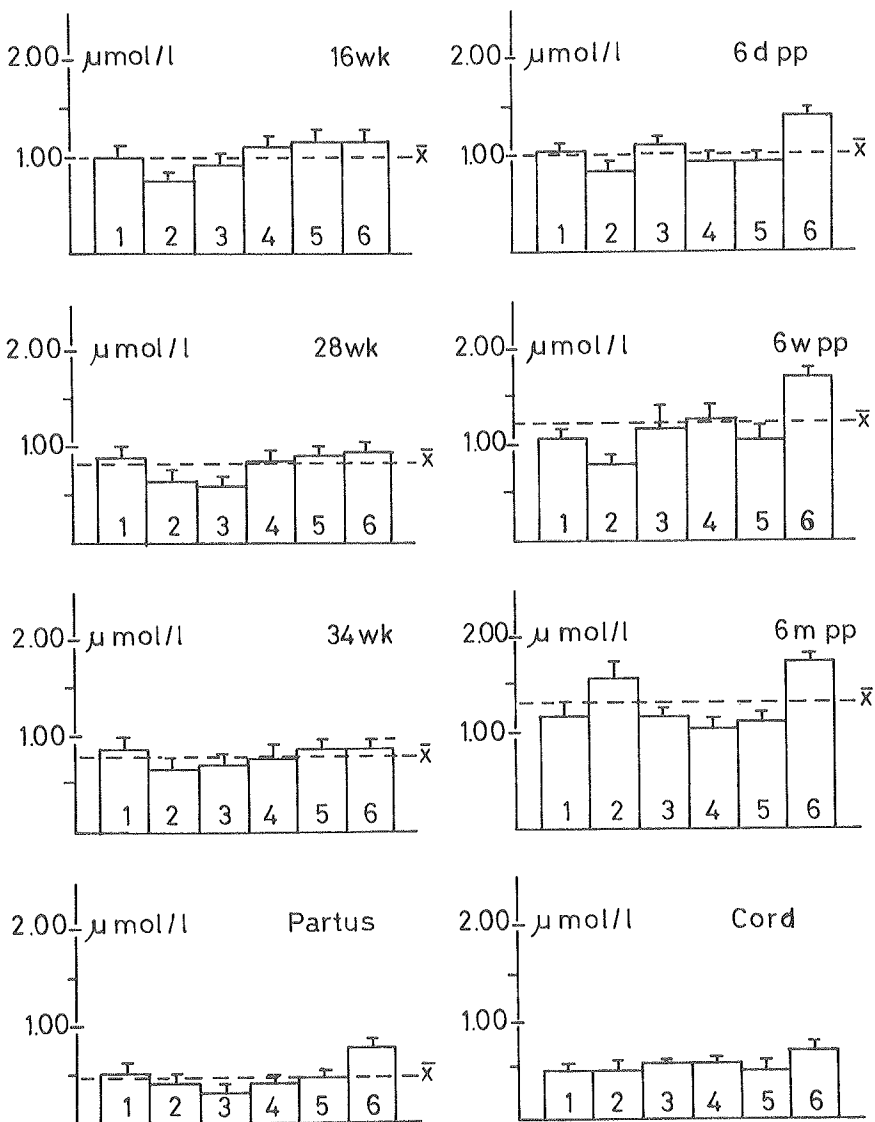 2.00 µmol/l 16wk
1.00 x̄
1 2 3 4 5 6
2.00 µmol/l 6d pp
1.00 x̄
1 2 3 4 5 6
2.00 µmol/l 28wk
1.00 x̄
1 2 3 4 5 6
2.00 µmol/l 6w pp
1.00 x̄
1 2 3 4 5 6
2.00 µmol/l 34wk
1.00 x̄
1 2 3 4 5 6
2.00 µmol/l 6m pp
1.00 x̄
1 2 3 4 5 6
2.00 µmol/l Partus
1.00 x̄
1 2 3 4 5 6
2.00 µmol/l Cord
1.00
1 2 3 4 5 6